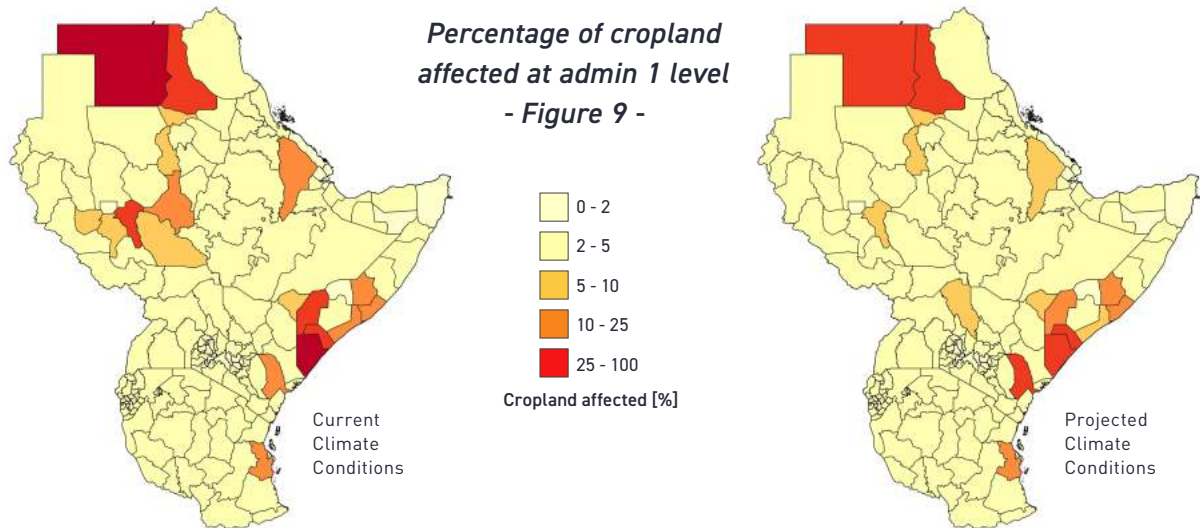 Percentage of cropland
affected at admin 1 level
- Figure 9 -
0 - 2
2 - 5
5 - 10
10 - 25
25 - 100
Cropland affected [%]
Current
Climate
Conditions
Projected
Climate
Conditions